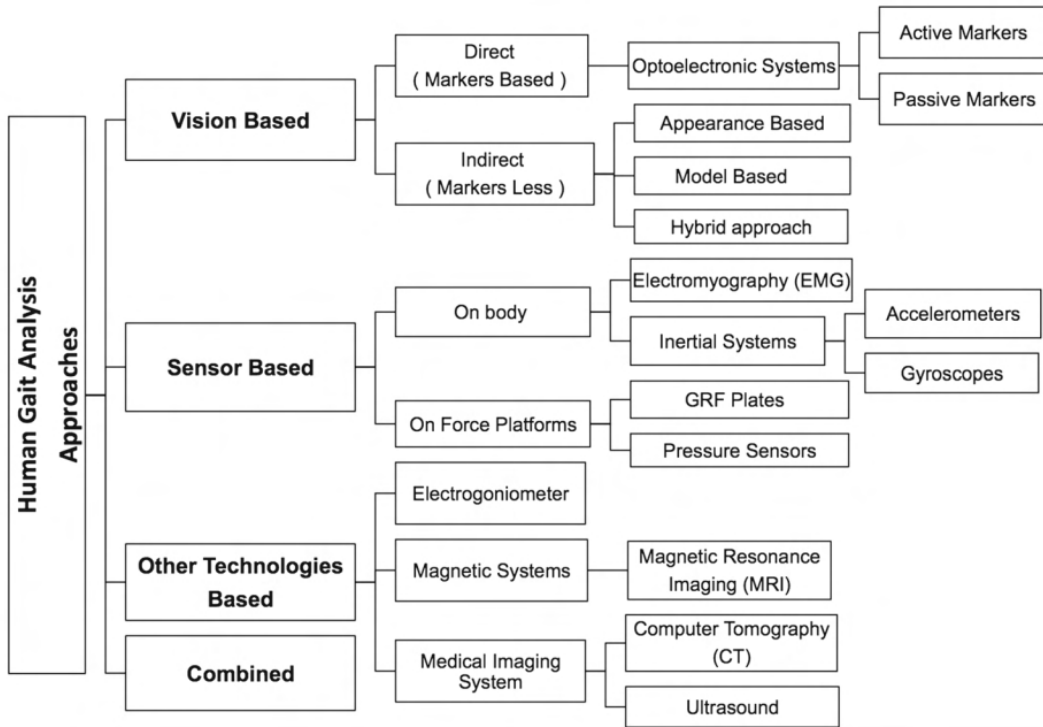 Human Gait Analysis
Approaches
Vision Based
Direct
( Markers Based )
Optoelectronic Systems
Active Markers
Passive Markers
Indirect
( Markers Less )
Appearance Based
Model Based
Hybrid approach
Sensor Based
On body
Electromyography (EMG)
Inertial Systems
Accelerometers
Gyroscopes
On Force Platforms
GRF Plates
Pressure Sensors
Other Technologies
Based
Electrogoniometer
Magnetic Systems
Magnetic Resonance
Imaging (MRI)
Medical Imaging
System
Computer Tomography
(CT)
Ultrasound
Combined